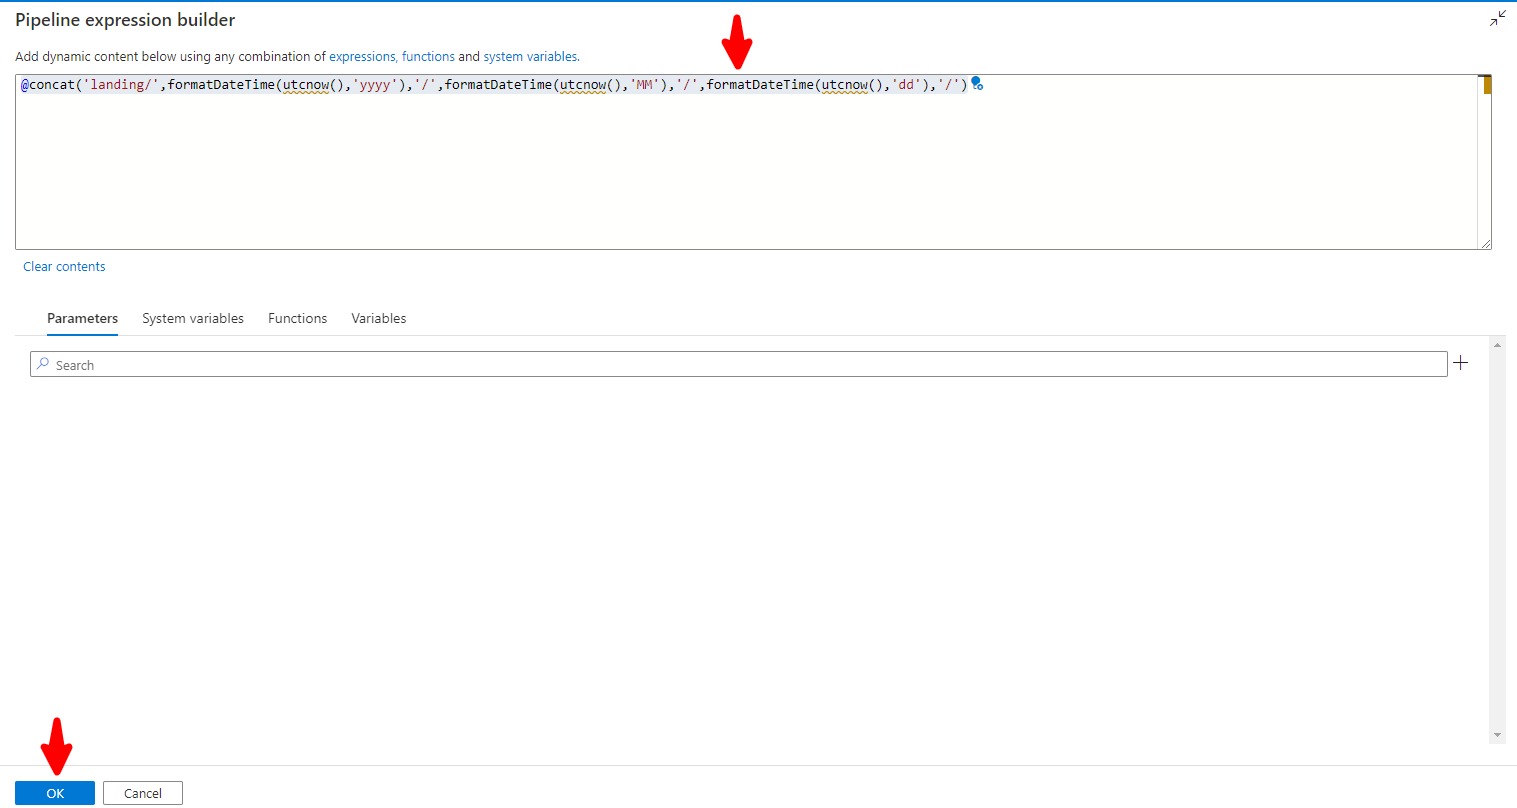 Pipeline expression builder
Add dynamic content below using any combination of expressions, functions and system variables.
@concat('landing/',formatDateTime(utcnow(),'yyyy'),'/',formatDateTime(utcnow(),'MM'),'/',formatDateTime(utcnow(),'dd'),'/')
Clear contents
Parameters System variables Functions Variables
Search
OK Cancel